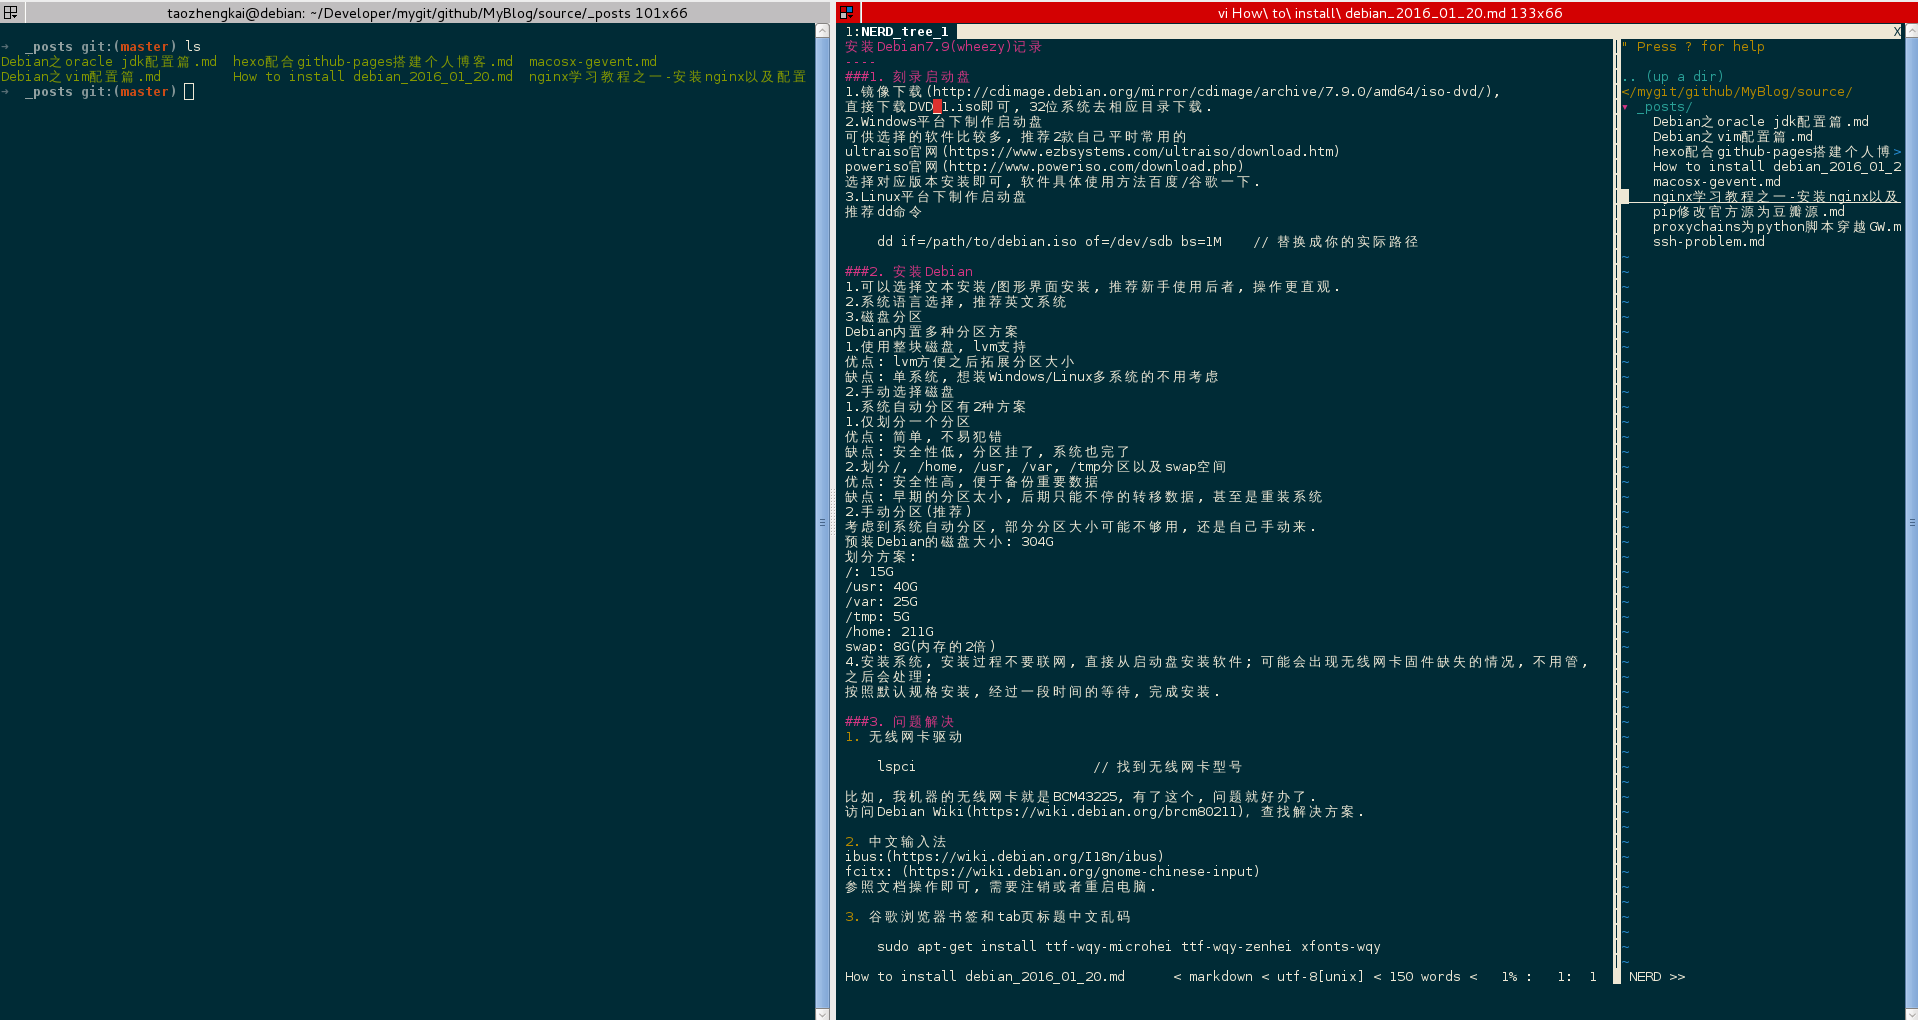 taozhengkai@debian: ~/Developer/mygit/github/MyBlog/source/_posts 101x66
→ _posts git:(master) ls
Debian之oracle jdk配置篇.md hexo配合github-pages搭建个人博客.md macosx-gevent.md
Debian之vim配置篇.md How to install debian_2016_01_20.md nginx学习教程之一-安装nginx以及配置
→ _posts git:(master)
vi How\ to\ install\ debian_2016_01_20.md 133x66
1:NERD_tree_1 X
安装Debian7.9(wheezy)记录
----
###1. 刻录启动盘
1.镜像下载(http://cdimage.debian.org/mirror/cdimage/archive/7.9.0/amd64/iso-dvd/),
直接下载DVD 1.iso即可, 32位系统去相应目录下载.
2.Windows平台下制作启动盘
可供选择的软件比较多, 推荐2款自己平时常用的
ultraiso官网(https://www.ezbsystems.com/ultraiso/download.htm)
poweriso官网(http://www.poweriso.com/download.php)
选择对应版本安装即可, 软件具体使用方法百度/谷歌一下.
3.Linux平台下制作启动盘
推荐dd命令
dd if=/path/to/debian.iso of=/dev/sdb bs=1M // 替换成你的实际路径
###2. 安装Debian
1.可以选择文本安装/图形界面安装, 推荐新手使用后者, 操作更直观.
2.系统语言选择, 推荐英文系统
3.磁盘分区
Debian内置多种分区方案
1.使用整块磁盘, lvm支持
优点: lvm方便之后拓展分区大小
缺点: 单系统, 想装Windows/Linux多系统的不用考虑
2.手动选择磁盘
1.系统自动分区有2种方案
1.仅划分一个分区
优点: 简单, 不易犯错
缺点: 安全性低, 分区挂了, 系统也完了
2.划分/, /home, /usr, /var, /tmp分区以及swap空间
优点: 安全性高, 便于备份重要数据
缺点: 早期的分区太小, 后期只能不停的转移数据, 甚至是重装系统
2.手动分区(推荐)
考虑到系统自动分区, 部分分区大小可能不够用, 还是自己手动来.
预装Debian的磁盘大小: 304G
划分方案:
/: 15G
/usr: 40G
/var: 25G
/tmp: 5G
/home: 211G
swap: 8G(内存的2倍)
4.安装系统, 安装过程不要联网, 直接从启动盘安装软件; 可能会出现无线网卡固件缺失的情况, 不用管,
之后会处理;
按照默认规格安装, 经过一段时间的等待, 完成安装.
###3. 问题解决
1. 无线网卡驱动
lspci // 找到无线网卡型号
比如, 我机器的无线网卡就是BCM43225, 有了这个, 问题就好办了.
访问Debian Wiki(https://wiki.debian.org/brcm80211), 查找解决方案.
2. 中文输入法
ibus:(https://wiki.debian.org/I18n/ibus)
fcitx: (https://wiki.debian.org/gnome-chinese-input)
参照文档操作即可, 需要注销或者重启电脑.
3. 谷歌浏览器书签和tab页标题中文乱码
sudo apt-get install ttf-wqy-microhei ttf-wqy-zenhei xfonts-wqy
How to install debian_2016_01_20.md < markdown < utf-8[unix] < 150 words < 1% : 1: 1
" Press ? for help
.. (up a dir)
</mygit/github/MyBlog/source/
▾ _posts/
Debian之oracle jdk配置篇.md
Debian之vim配置篇.md
hexo配合github-pages搭建个人博>
How to install debian_2016_01_2
macosx-gevent.md
nginx学习教程之一-安装nginx以及
pip修改官方源为豆瓣源.md
proxychains为python脚本穿越GW.m
ssh-problem.md
NERD >>